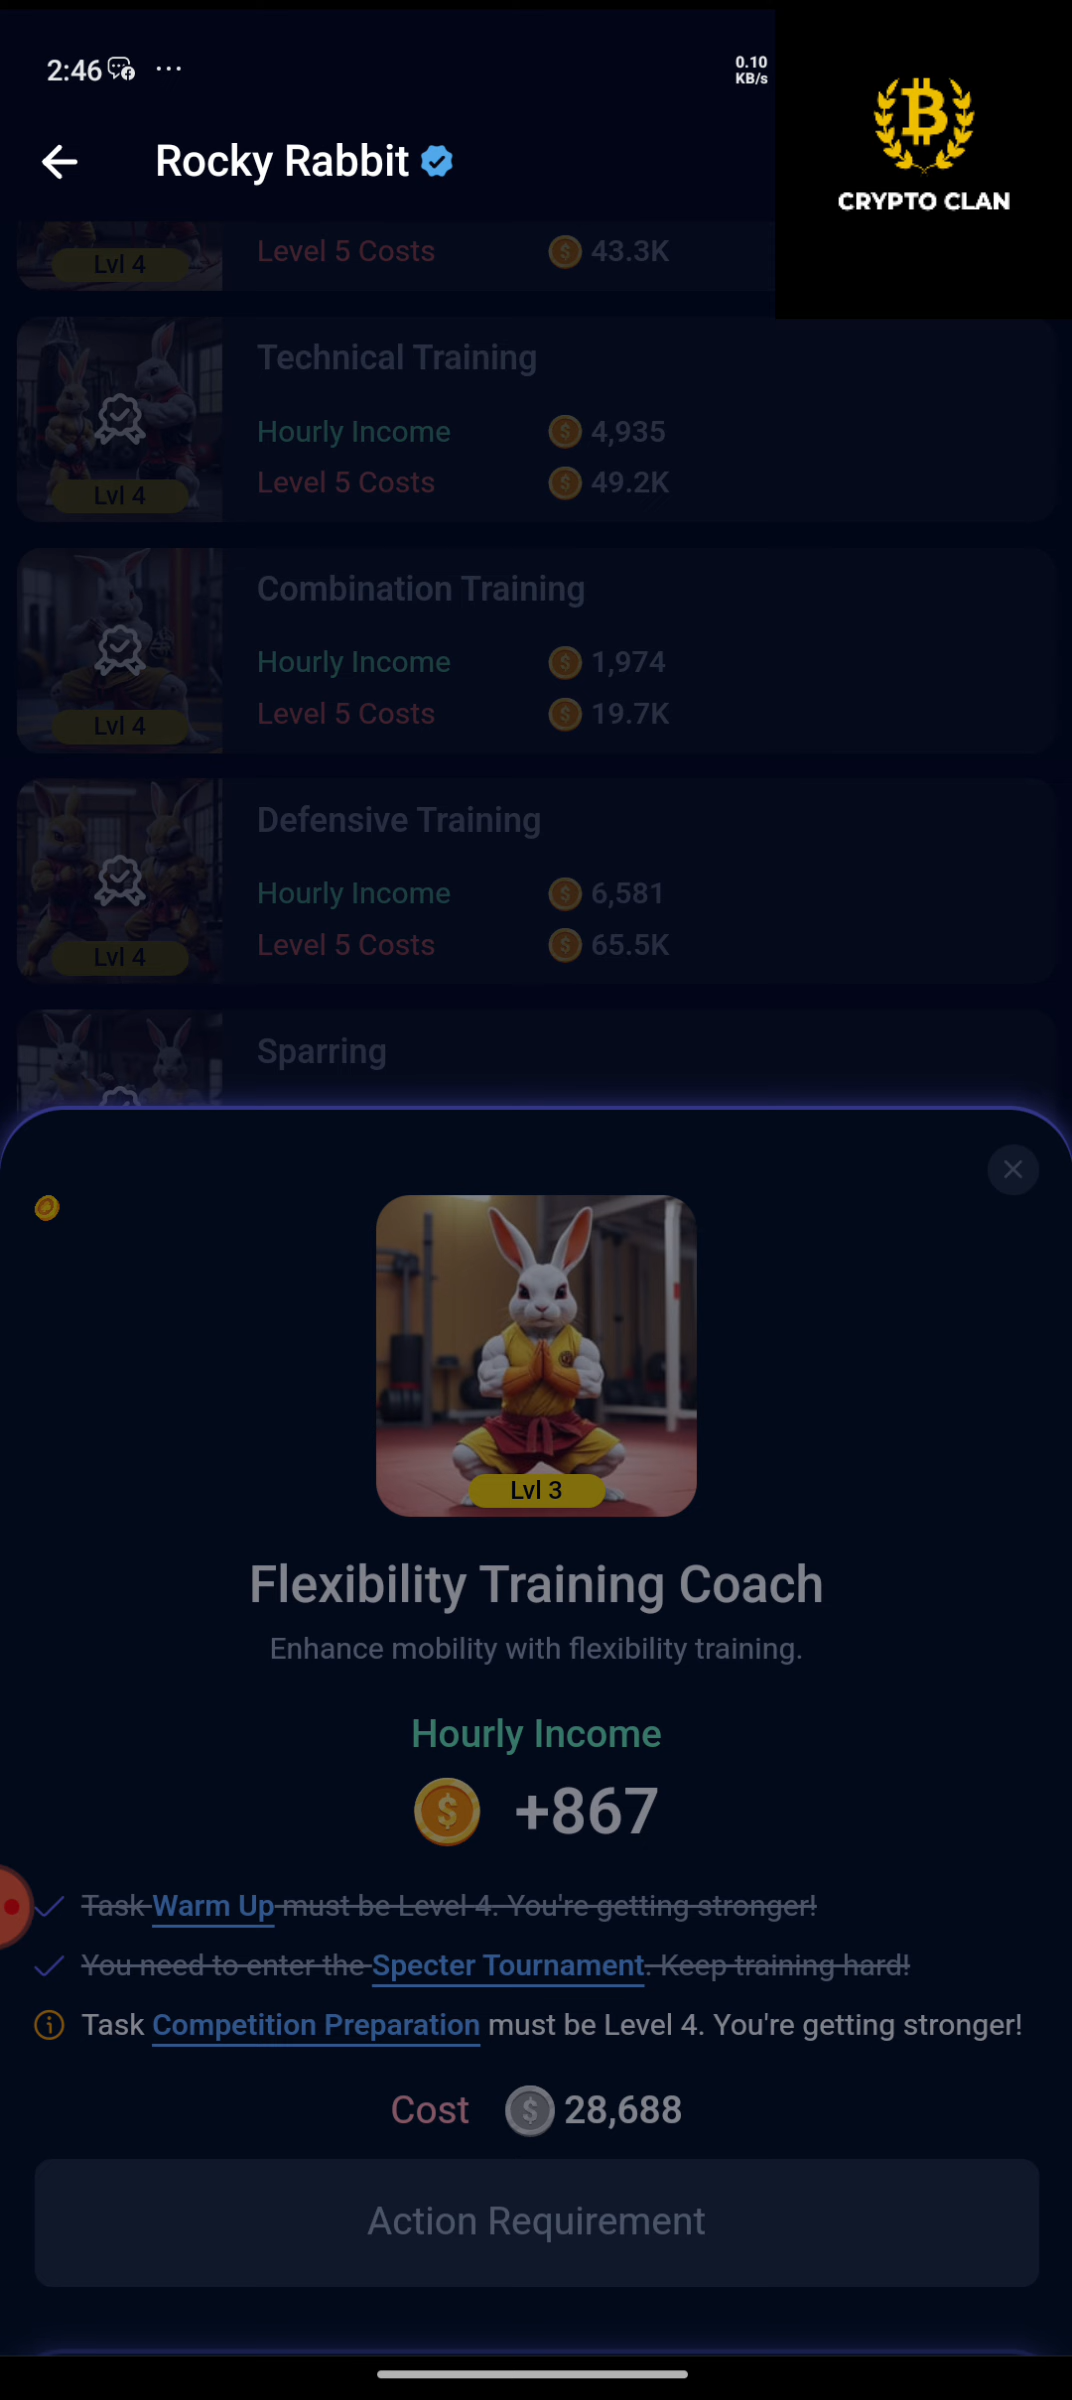 2:46 ...
0.10
KB/s
CRYPTO CLAN
Rocky Rabbit
Lvl 4
Level 5 Costs 43.3K
Technical Training
Hourly Income 4,935
Level 5 Costs 49.2K
Lvl 4
Combination Training
Hourly Income 1,974
Level 5 Costs 19.7K
Lvl 4
Defensive Training
Hourly Income 6,581
Level 5 Costs 65.5K
Lvl 4
Sparring
Lvl 3
Flexibility Training Coach
Enhance mobility with flexibility training.
Hourly Income
+867
Task Warm Up must be Level 4. You're getting stronger!
You need to enter the Specter Tournament. Keep training hard!
Task Competition Preparation must be Level 4. You're getting stronger!
Cost 28,688
Action Requirement